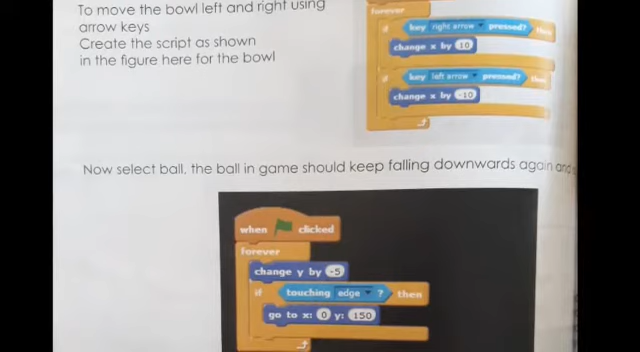 To move the bowl left and right using
arrow keys
Create the script as shown
in the figure here for the bowl
forever
if key right arrow pressed? then
change x by 10
if key left arrow pressed? then
change x by -10
Now select ball, the ball in game should keep falling downwards again and
when clicked
forever
change y by -5
if touching edge ? then
go to x: 0 y: 150